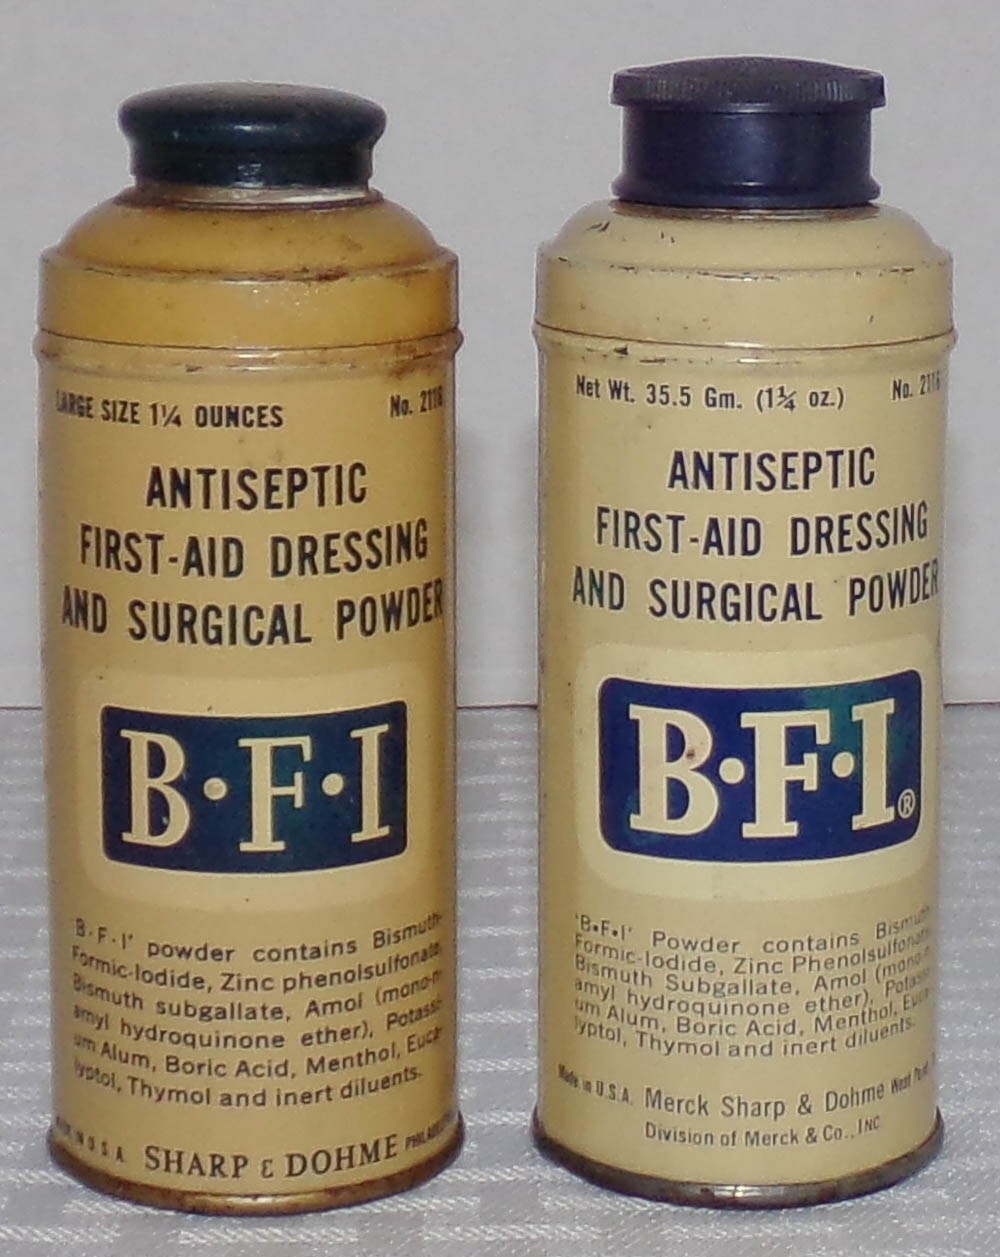 LARGE SIZE 1¼ OUNCES No. 2116
ANTISEPTIC
FIRST-AID DRESSING
AND SURGICAL POWDER
B·F·I
'B·F·I' powder contains Bismuth-
Formic-Iodide, Zinc phenolsulfonate,
Bismuth subgallate, Amol (mono-n-
amyl hydroquinone ether), Potassi-
um Alum, Boric Acid, Menthol, Euca-
lyptol, Thymol and inert diluents.
MADE IN U S A SHARP & DOHME
Net Wt. 35.5 Gm. (1¼ oz.) No. 2116
ANTISEPTIC
FIRST-AID DRESSING
AND SURGICAL POWDER
B·F·I®
'B•F•I' Powder contains Bismuth-
Formic-Iodide, Zinc Phenolsulfonate,
Bismuth Subgallate, Amol (mono-n-
amyl hydroquinone ether), Potassi-
um Alum, Boric Acid, Menthol, Euca-
lyptol, Thymol and inert diluents.
Made in U.S.A. Merck Sharp & Dohme West Point
Division of Merck & Co., INC